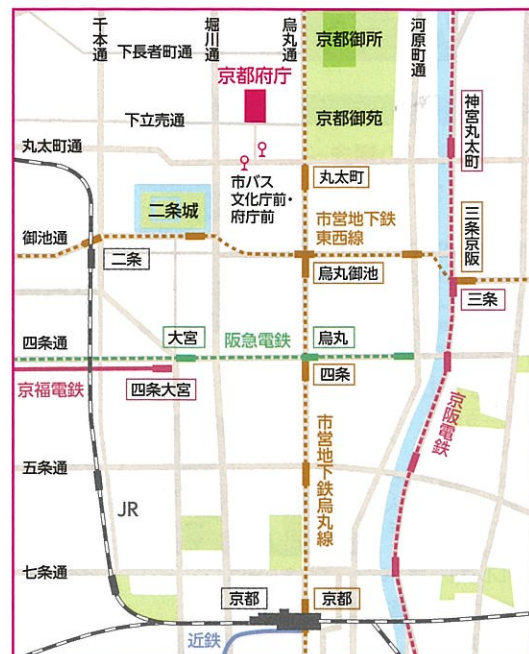 千本通
堀川通
烏丸通
河原町通
下長者町通
京都御所
京都府庁
神宮丸太町
下立売通
京都御苑
丸太町通
丸太町
市バス
文化庁前・
府庁前
二条城
市営地下鉄
東西線
三条京阪
御池通
二条
烏丸御池
三条
四条通
大宮
阪急電鉄
烏丸
京福電鉄
四条大宮
四条
京阪電鉄
市営地下鉄烏丸線
五条通
JR
七条通
京都
京都
近鉄